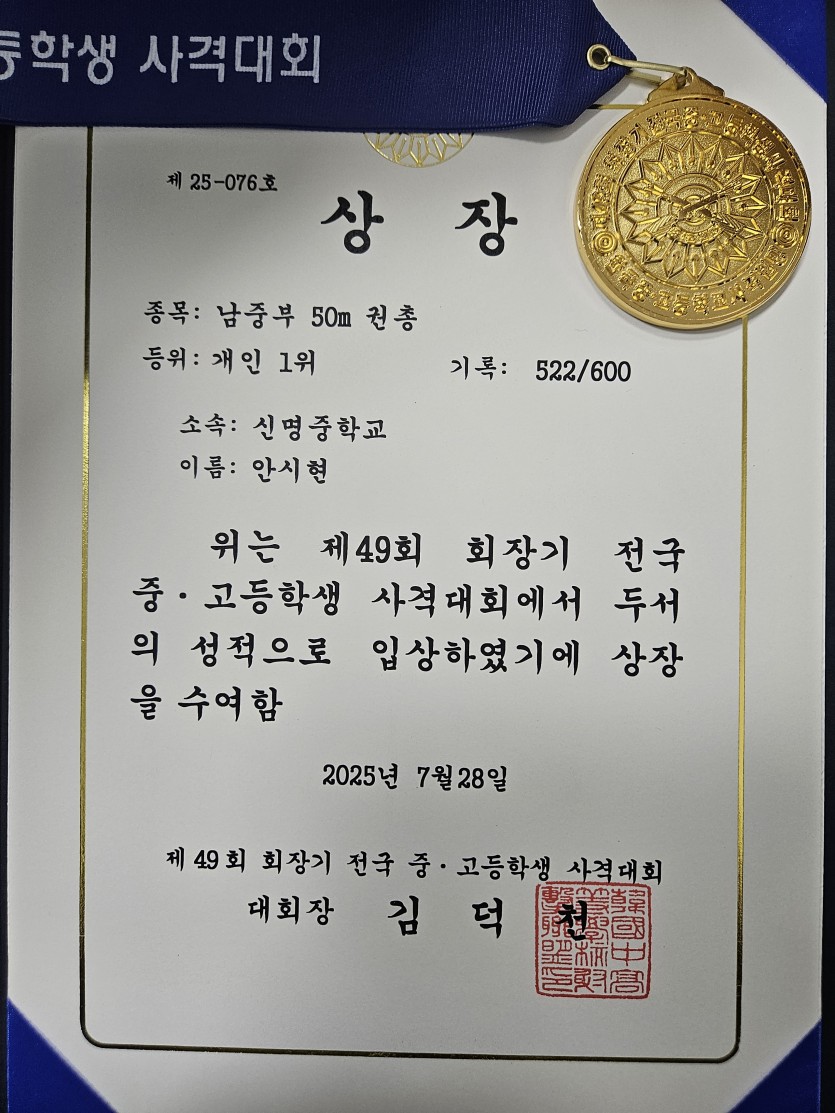 등학생 사격대회
제 25-076호
상 장
종목: 남중부 50m 권총
등위: 개인 1위 기록: 522/600
소속: 신명중학교
이름: 안시현
위는 제49회 회장기 전국
중·고등학생 사격대회에서 두서
의 성적으로 입상하였기에 상장
을 수여함
2025년 7월 28일
제 49 회 회장기 전국 중·고등학생 사격대회
대회장 김 덕 천